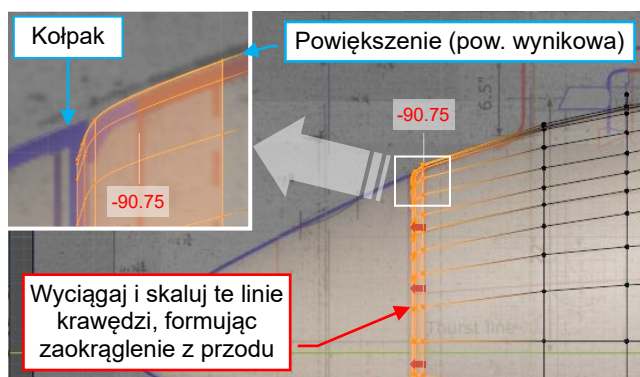 Kołpak
Powiększenie (pow. wynikowa)
6.5"
-90.75
-90.75
Wyciągaj i skaluj te linie
krawędzi, formując
zaokrąglenie z przodu
Thurst line